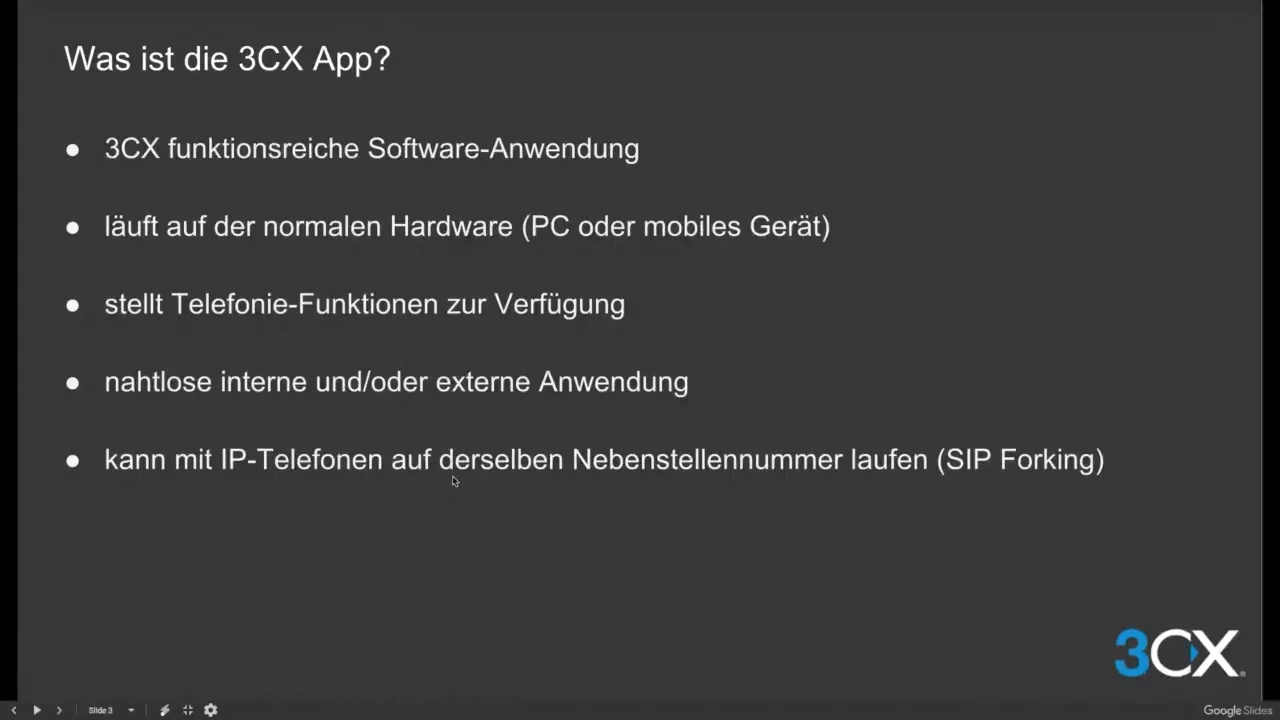 Was ist die 3CX App?
● 3CX funktionsreiche Software-Anwendung
● läuft auf der normalen Hardware (PC oder mobiles Gerät)
● stellt Telefonie-Funktionen zur Verfügung
● nahtlose interne und/oder externe Anwendung
● kann mit IP-Telefonen auf derselben Nebenstellennummer laufen (SIP Forking)
3CX.
Slide 3
Google Slides